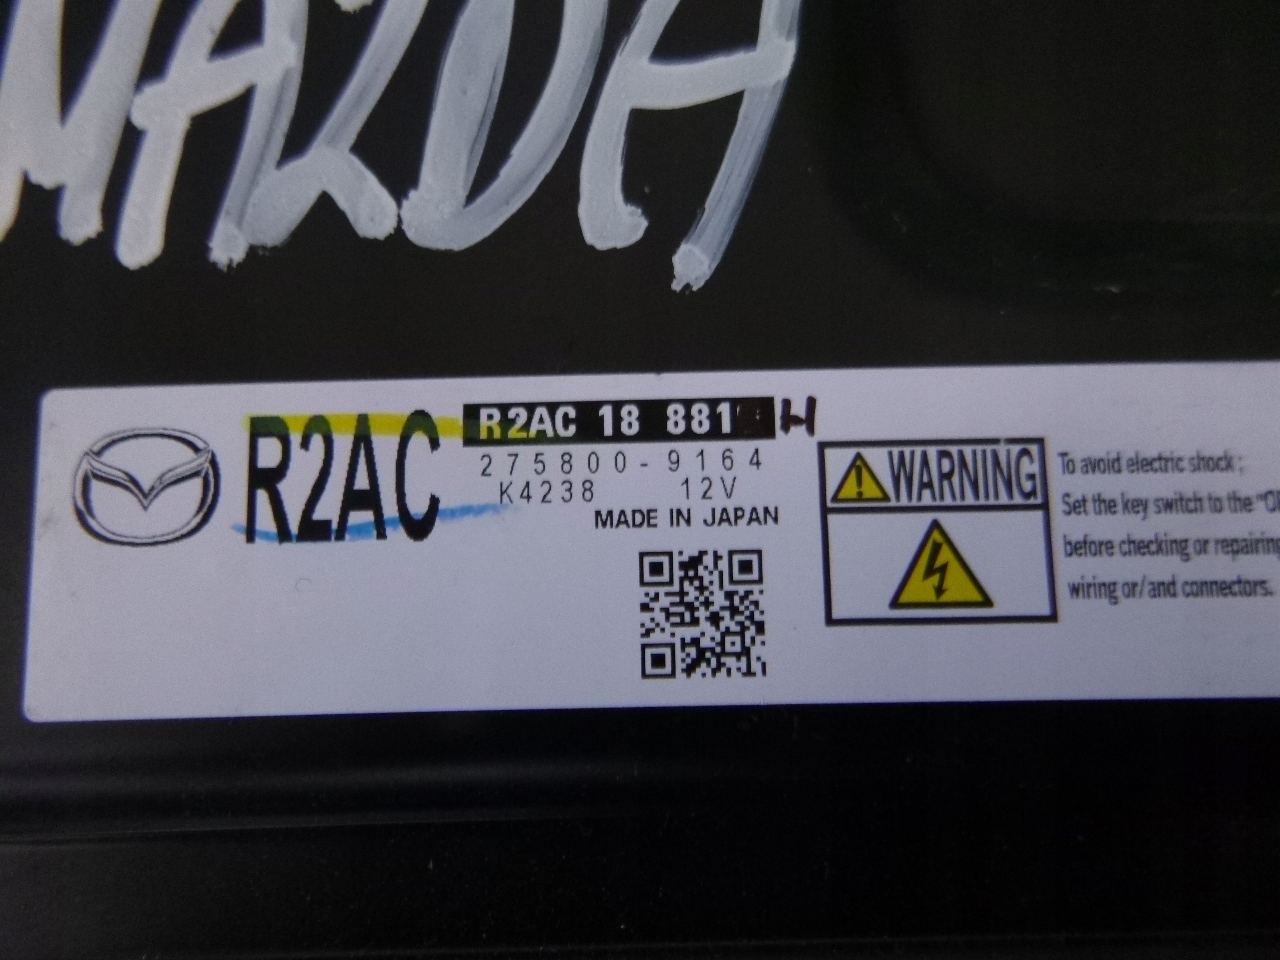 MAZDA
R2AC
R2AC 18 881 H
275800-9164
K4238 12V
MADE IN JAPAN
WARNING
To avoid electric shock;
Set the key switch to the
before checking or repairing
wiring or/and connectors.